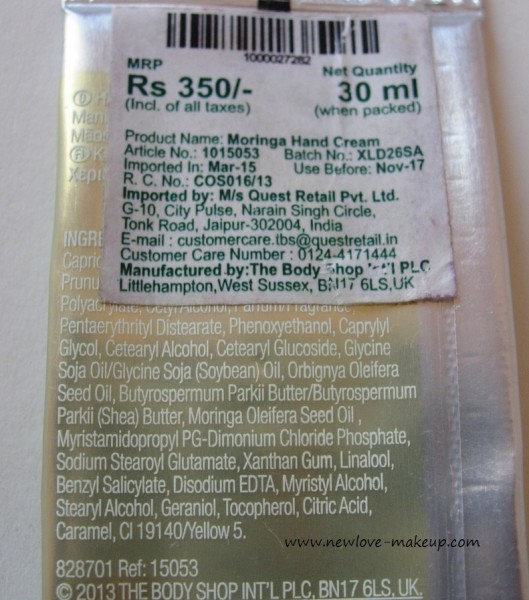 1000027282
MRP
Rs 350/-
(Incl. of all taxes)
Net Quantity
30 ml
(when packed)
Product Name: Moringa Hand Cream
Article No.: 1015053 Batch No.: XLD26SA
Imported In: Mar-15 Use Before: Nov-17
R. C. No.: COS016/13
Imported by: M/s Quest Retail Pvt. Ltd.
G-10, City Pulse, Narain Singh Circle,
Tonk Road, Jaipur-302004, India
E-mail : customercare.tbs@questretail.in
Customer Care Number : 0124-4171444
Manufactured by:The Body Shop Int'l PLC
Littlehampton,West Sussex, BN17 6LS,UK
Polyacrylate, Cetyl Alcohol, Parfum/Fragrance,
Pentaerythrityl Distearate, Phenoxyethanol, Caprylyl
Glycol, Cetearyl Alcohol, Cetearyl Glucoside, Glycine
Soja Oil/Glycine Soja (Soybean) Oil, Orbignya Oleifera
Seed Oil, Butyrospermum Parkii Butter/Butyrospermum
Parkii (Shea) Butter, Moringa Oleifera Seed Oil ,
Myristamidopropyl PG-Dimonium Chloride Phosphate,
Sodium Stearoyl Glutamate, Xanthan Gum, Linalool,
Benzyl Salicylate, Disodium EDTA, Myristyl Alcohol,
Stearyl Alcohol, Geraniol, Tocopherol, Citric Acid,
Caramel, CI 19140/Yellow 5.
www.newlove-makeup.com
828701 Ref: 15053
© 2013 THE BODY SHOP INT'L PLC, BN17 6LS, UK.